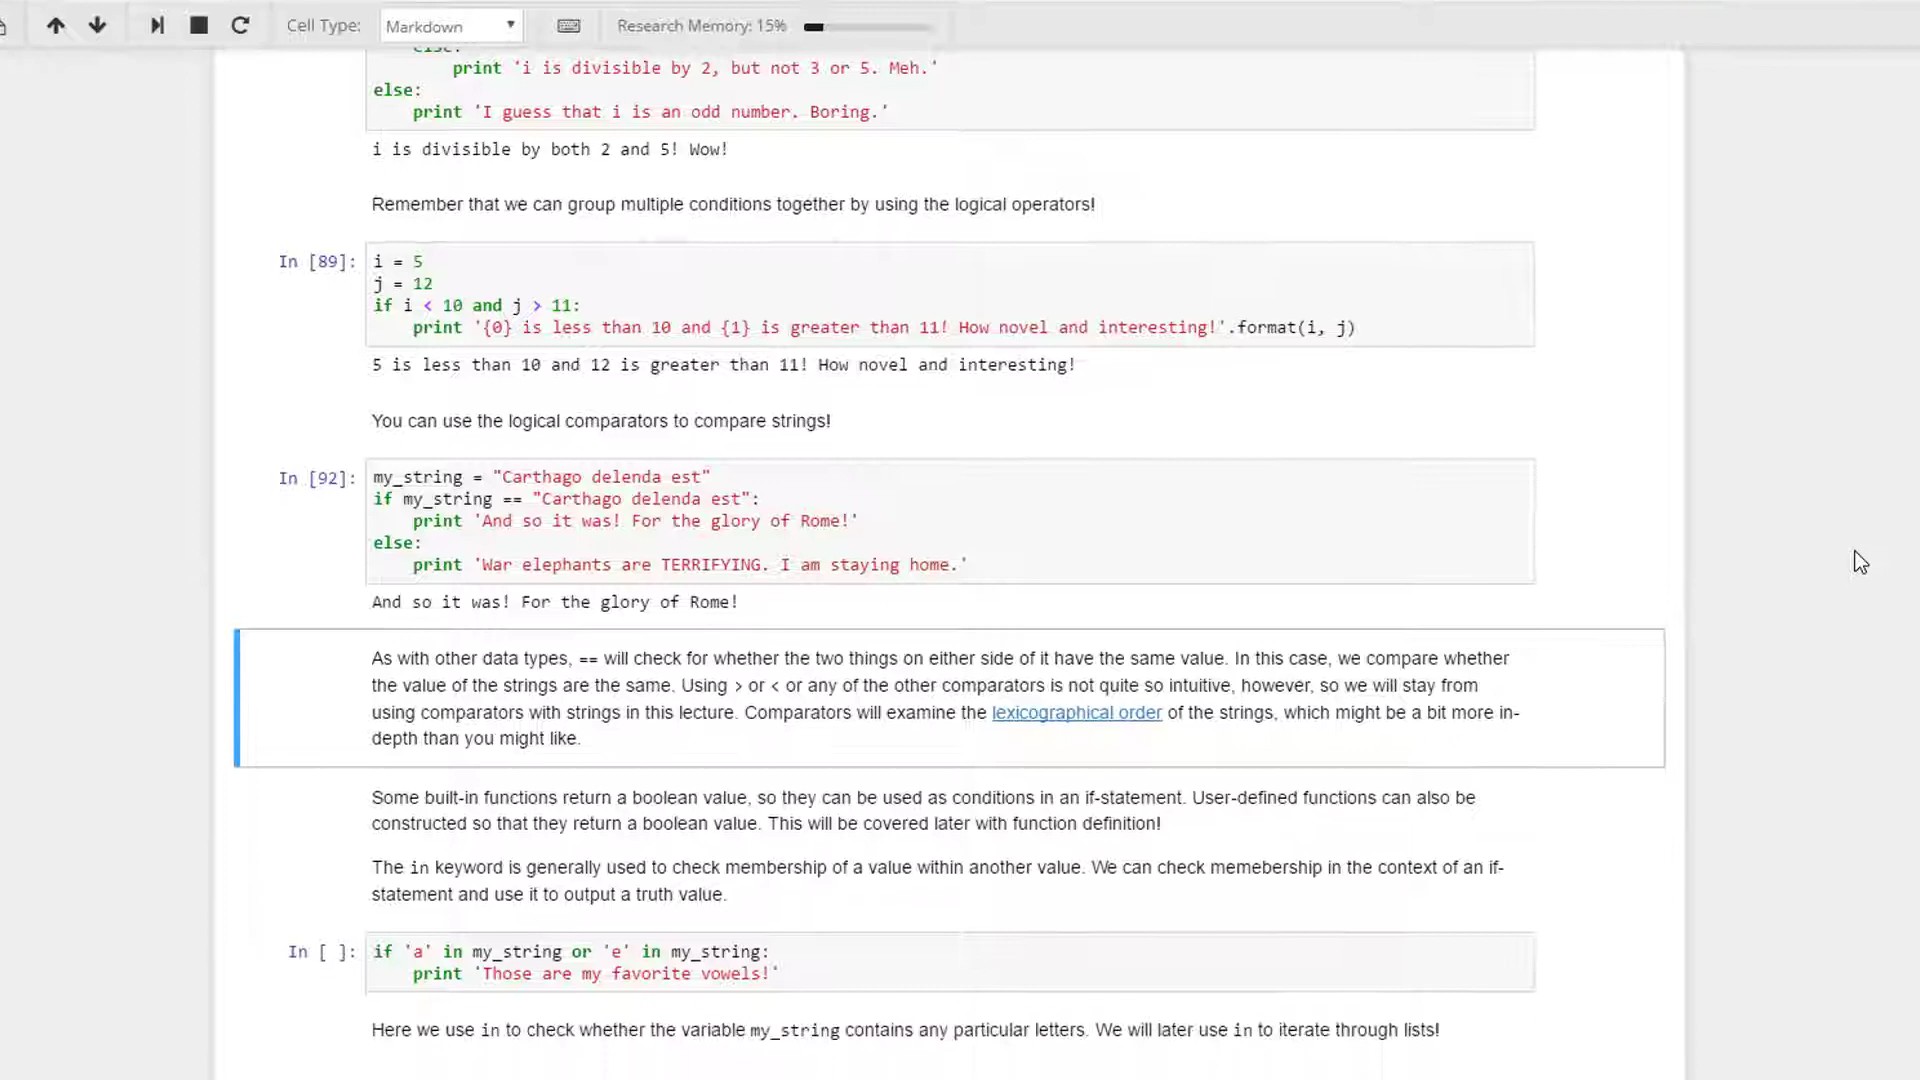 Cell Type: Markdown Research Memory: 15%
else:
print 'i is divisible by 2, but not 3 or 5. Meh.'
else:
print 'I guess that i is an odd number. Boring.'
i is divisible by both 2 and 5! Wow!
Remember that we can group multiple conditions together by using the logical operators!
In [89]: i = 5
j = 12
if i < 10 and j > 11:
print '{0} is less than 10 and {1} is greater than 11! How novel and interesting!'.format(i, j)
5 is less than 10 and 12 is greater than 11! How novel and interesting!
You can use the logical comparators to compare strings!
In [92]: my_string = "Carthago delenda est"
if my_string == "Carthago delenda est":
print 'And so it was! For the glory of Rome!'
else:
print 'War elephants are TERRIFYING. I am staying home.'
And so it was! For the glory of Rome!
As with other data types, == will check for whether the two things on either side of it have the same value. In this case, we compare whether
the value of the strings are the same. Using > or < or any of the other comparators is not quite so intuitive, however, so we will stay from
using comparators with strings in this lecture. Comparators will examine the lexicographical order of the strings, which might be a bit more in-
depth than you might like.
Some built-in functions return a boolean value, so they can be used as conditions in an if-statement. User-defined functions can also be
constructed so that they return a boolean value. This will be covered later with function definition!
The in keyword is generally used to check membership of a value within another value. We can check memebership in the context of an if-
statement and use it to output a truth value.
In [ ]: if 'a' in my_string or 'e' in my_string:
print 'Those are my favorite vowels!'
Here we use in to check whether the variable my_string contains any particular letters. We will later use in to iterate through lists!